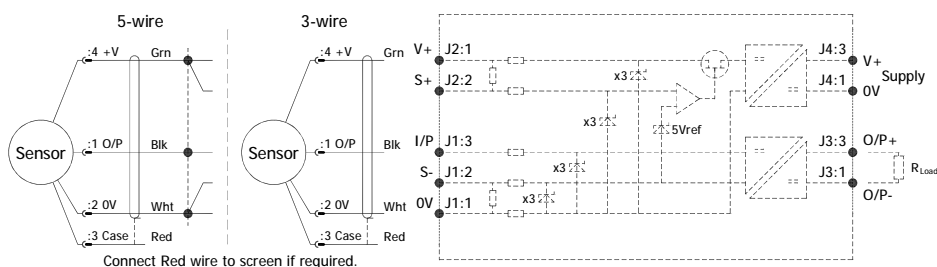 5-wire
3-wire
:4 +V Grn
:1 O/P Blk
:2 0V Wht
:3 Case Red
Sensor
:4 +V Grn
:1 O/P Blk
:2 0V Wht
:3 Case Red
Sensor
Connect Red wire to screen if required.
V+ J2:1
S+ J2:2
I/P J1:3
S- J1:2
0V J1:1
x3
x3
x3
x3
5Vref
J4:3 V+
J4:1 0V
Supply
J3:3 O/P+
J3:1 O/P-
RLoad